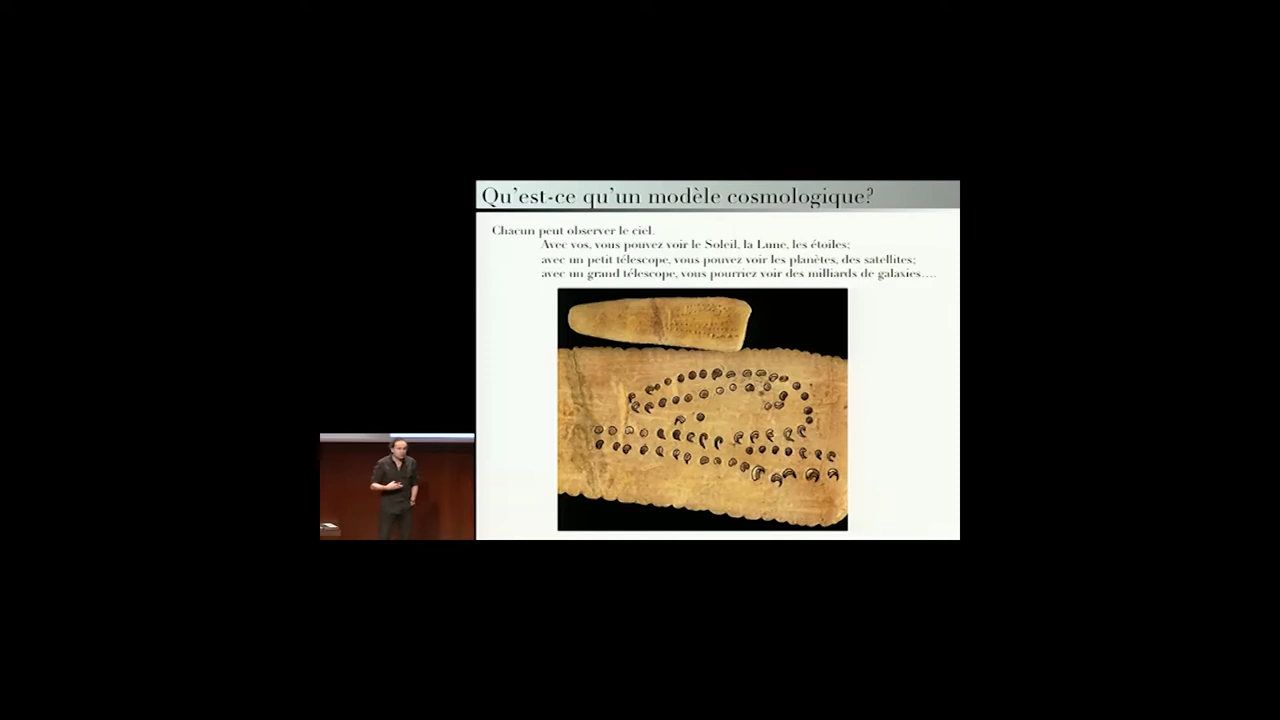 Qu'est-ce qu'un modèle cosmologique?
Chacun peut observer le ciel.
Avec vos, vous pouvez voir le Soleil, la Lune, les étoiles;
avec un petit télescope, vous pouvez voir les planètes, des satellites;
avec un grand télescope, vous pourriez voir des milliards de galaxies....